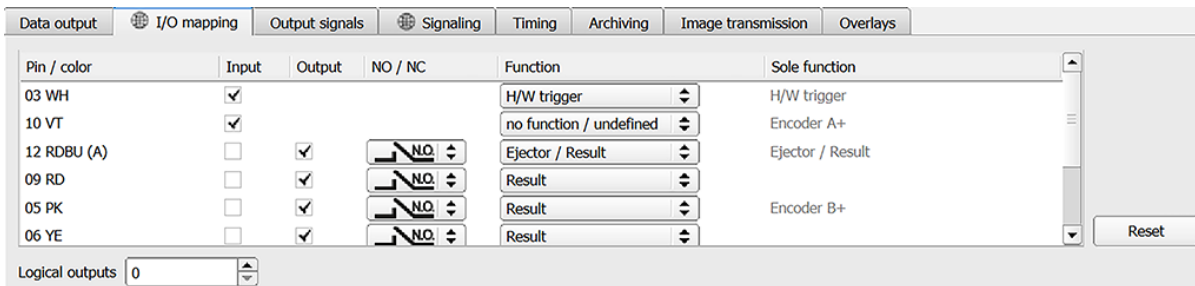 Data output I/O mapping Output signals Signaling Timing Archiving Image transmission Overlays
Pin / color Input Output NO / NC Function Sole function
03 WH H/W trigger H/W trigger
10 VT no function / undefined Encoder A+
12 RDBU (A) N.O. Ejector / Result Ejector / Result
09 RD N.O. Result
05 PK N.O. Result Encoder B+
06 YE N.O. Result
Reset
Logical outputs 0